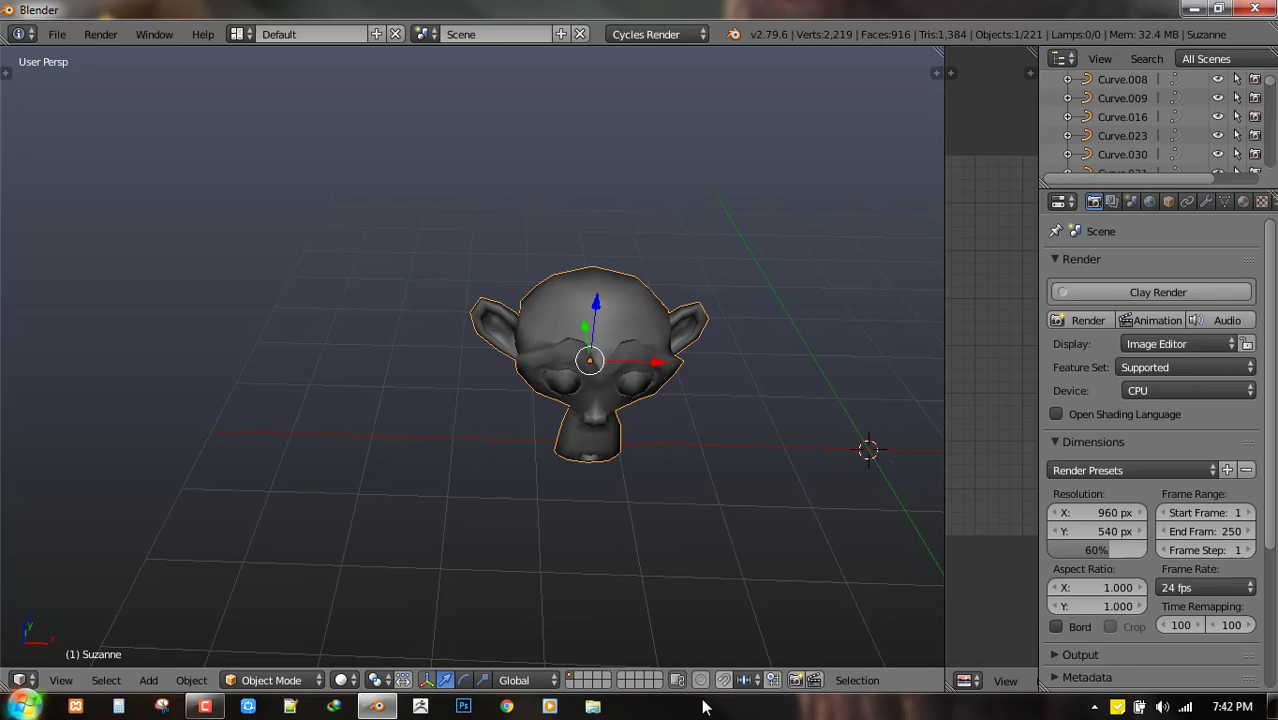 Blender
File Render Window Help Default Scene Cycles Render v2.79.6 | Verts:2,219 | Faces:916 | Tris:1,384 | Objects:1/221 | Lamps:0/0 | Mem: 32.4 MB | Suzanne
User Persp
View Search All Scenes
Curve.008
Curve.009
Curve.016
Curve.023
Curve.030
Scene
Render
Clay Render
Render Animation Audio
Display: Image Editor
Feature Set: Supported
Device: CPU
Open Shading Language
Dimensions
Render Presets
Resolution: Frame Range:
X: 960 px Start Frame: 1
Y: 540 px End Fram: 250
60% Frame Step: 1
Aspect Ratio: Frame Rate:
X: 1.000 24 fps
Y: 1.000 Time Remapping:
Bord Crop 100 100
Output
Metadata
y
x
(1) Suzanne
View Select Add Object Object Mode Global Selection View
Ps
7:42 PM